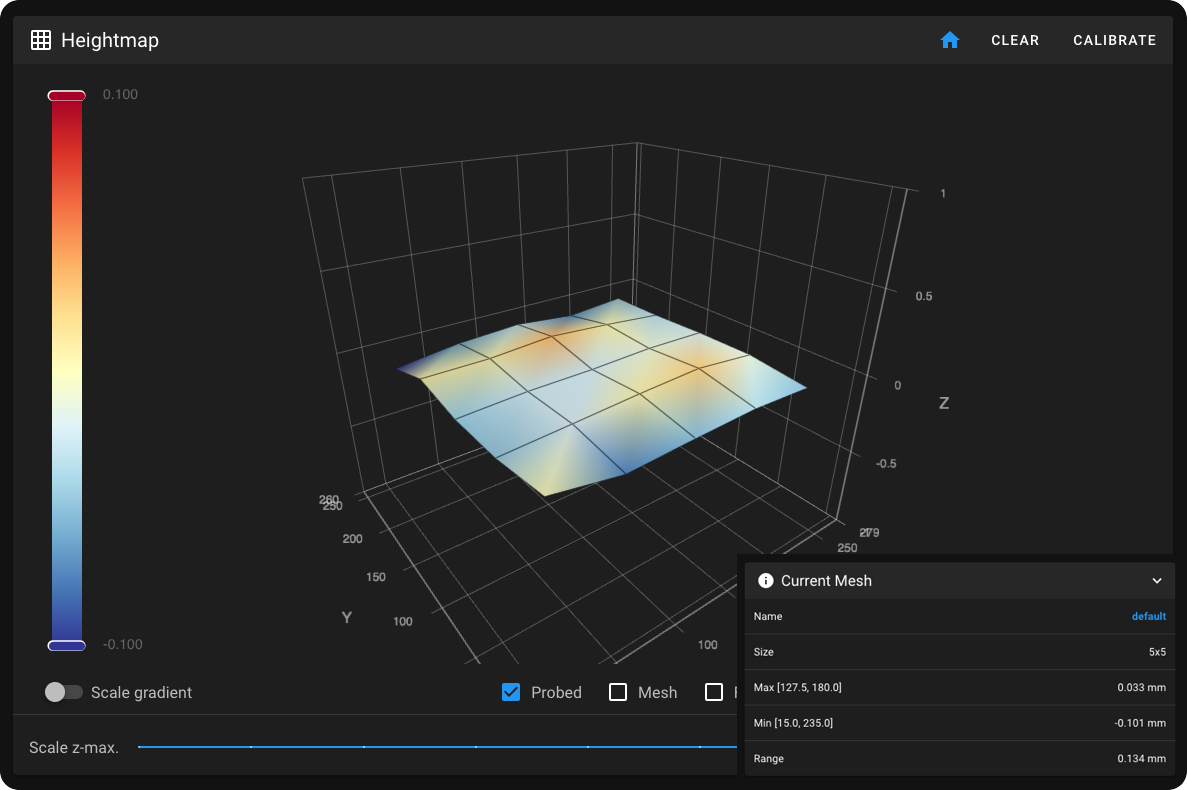 Heightmap
CLEAR
CALIBRATE
0.100
-0.100
1
0.5
0
Z
-0.5
260
250
200
150
Y
100
279
250
100
Scale gradient
Probed
Mesh
Scale z-max.
Current Mesh
Name
default
Size
5x5
Max [127.5, 180.0]
0.033 mm
Min [15.0, 235.0]
-0.101 mm
Range
0.134 mm